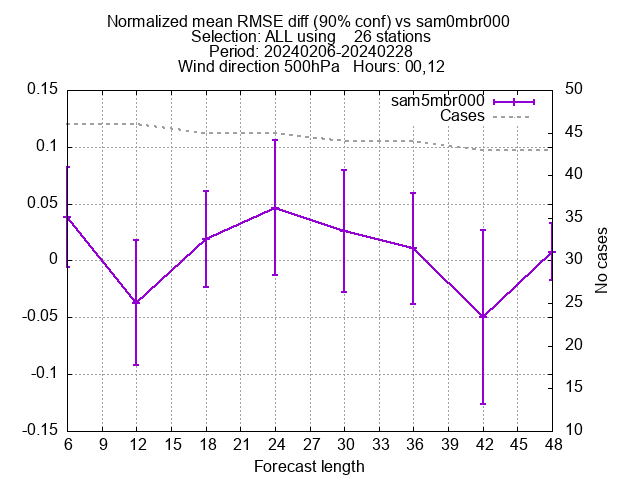 Normalized mean RMSE diff (90% conf) vs sam0mbr000
Selection: ALL using    26 stations
Period: 20240206-20240228
Wind direction 500hPa   Hours: 00,12
sam5mbr000
Cases
0.15
0.1
0.05
0
-0.05
-0.1
-0.15
50
45
40
35
30
25
20
15
10
No cases
6 9 12 15 18 21 24 27 30 33 36 39 42 45 48
Forecast length